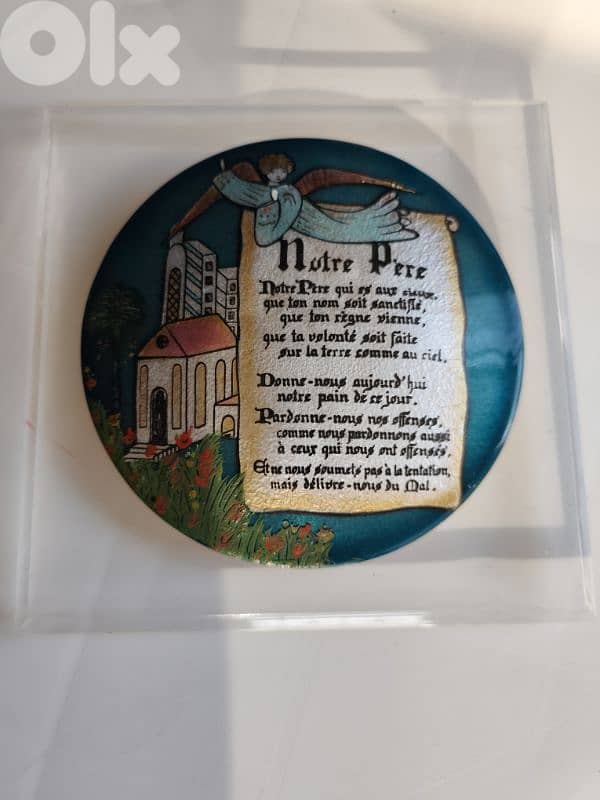 Olx
Notre Père
Notre Père qui es aux cieux,
que ton nom soit sanctifié,
que ton règne vienne,
que ta volonté soit faite
sur la terre comme au ciel.
Donne-nous aujourd'hui
notre pain de ce jour.
Pardonne-nous nos offenses,
comme nous pardonnons aussi
à ceux qui nous ont offensés.
Et ne nous soumets pas à la tentation,
mais délivre-nous du Mal.